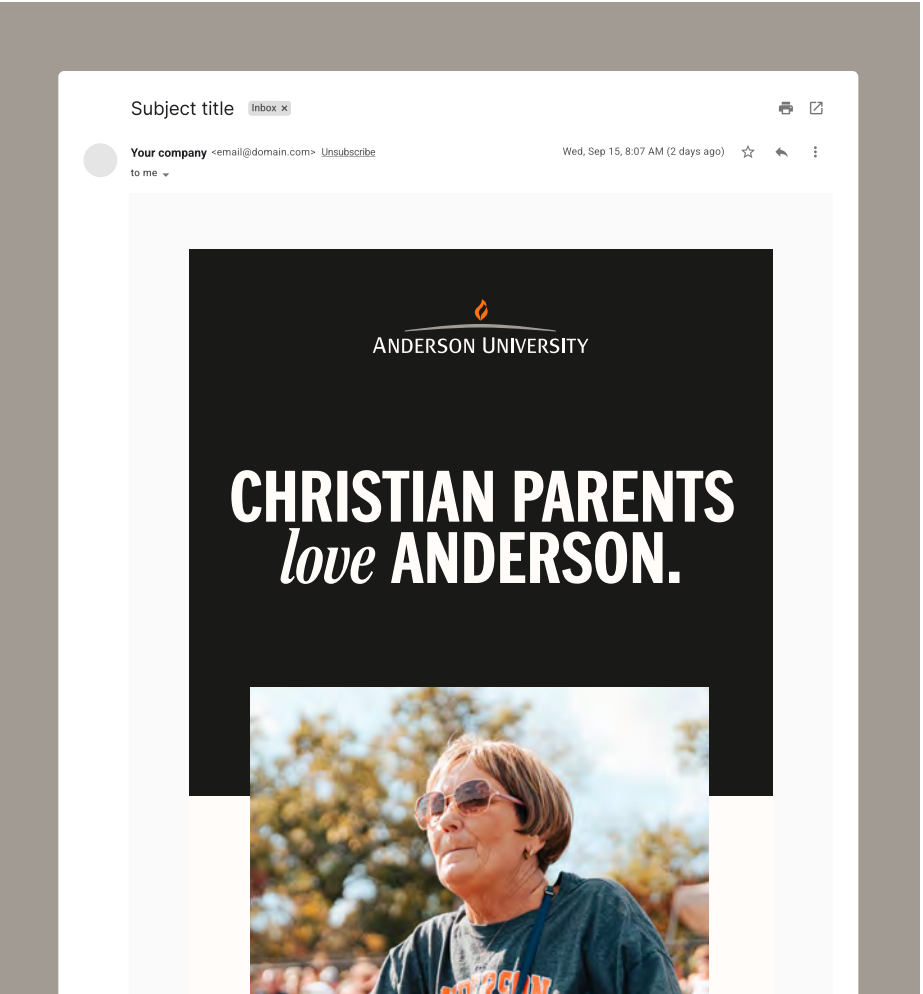 Subject title Inbox ×
Your company <email@domain.com> Unsubscribe Wed, Sep 15, 8:07 AM (2 days ago)
to me
ANDERSON UNIVERSITY
CHRISTIAN PARENTS
love ANDERSON.